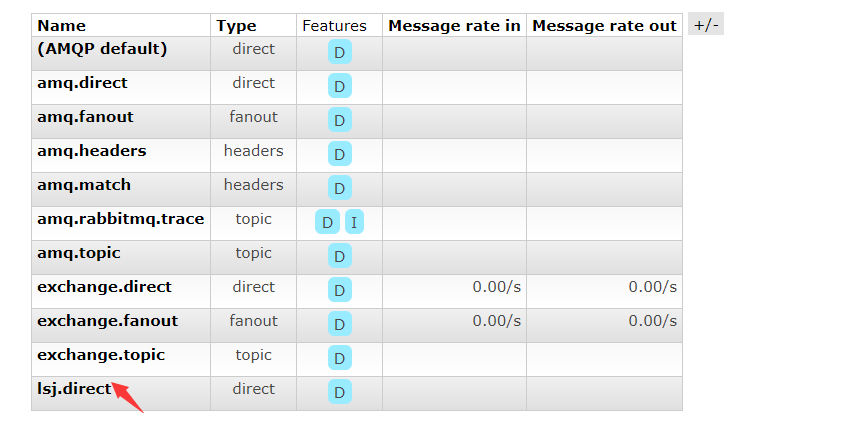 Name Type Features Message rate in Message rate out +/-
(AMQP default) direct D
amq.direct direct D
amq.fanout fanout D
amq.headers headers D
amq.match headers D
amq.rabbitmq.trace topic D I
amq.topic topic D
exchange.direct direct D 0.00/s 0.00/s
exchange.fanout fanout D 0.00/s 0.00/s
exchange.topic topic D
lsj.direct direct D